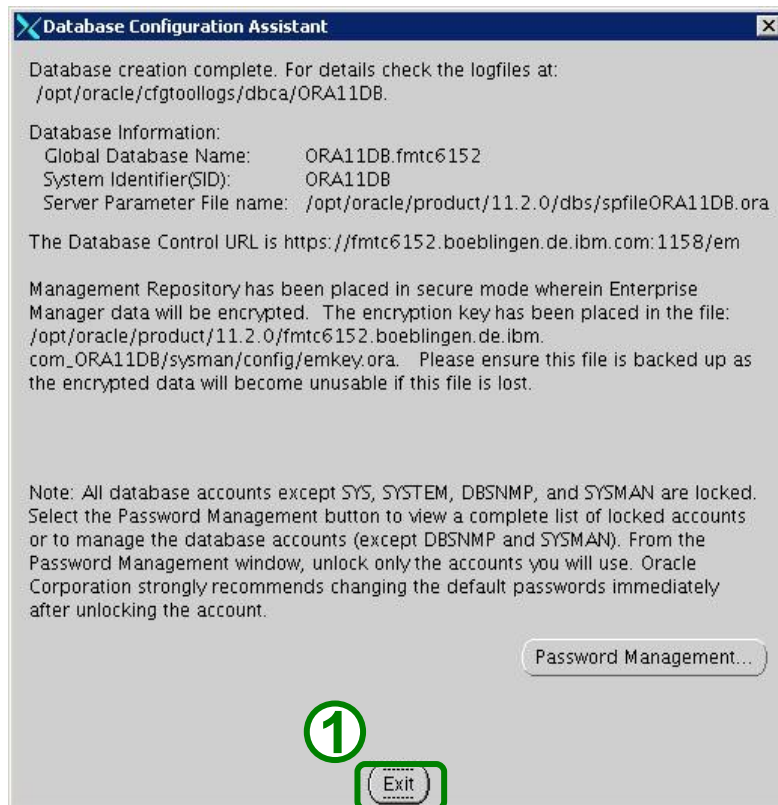 Database Configuration Assistant
Database creation complete. For details check the logfiles at:
/opt/oracle/cfgtoollogs/dbca/ORA11DB.
Database Information:
Global Database Name: ORA11DB.fmtc6152
System Identifier(SID): ORA11DB
Server Parameter File name: /opt/oracle/product/11.2.0/dbs/spfileORA11DB.ora
The Database Control URL is https://fmtc6152.boeblingen.de.ibm.com:1158/em
Management Repository has been placed in secure mode wherein Enterprise
Manager data will be encrypted. The encryption key has been placed in the file:
/opt/oracle/product/11.2.0/fmtc6152.boeblingen.de.ibm.
com_ORA11DB/sysman/config/emkey.ora. Please ensure this file is backed up as
the encrypted data will become unusable if this file is lost.
Note: All database accounts except SYS, SYSTEM, DBSNMP, and SYSMAN are locked.
Select the Password Management button to view a complete list of locked accounts
or to manage the database accounts (except DBSNMP and SYSMAN). From the
Password Management window, unlock only the accounts you will use. Oracle
Corporation strongly recommends changing the default passwords immediately
after unlocking the account.
Password Management...
1
Exit